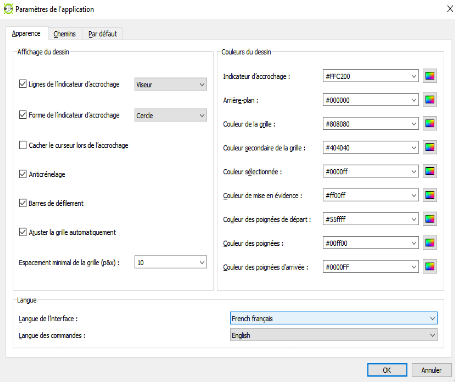 Paramètres de l'application
Apparence Chemins Par défaut
Affichage du dessin
Lignes de l'indicateur d'accrochage Viseur
Forme de l'indicateur d'accrochage Cercle
Cacher le curseur lors de l'accrochage
Anticrénelage
Barres de défilement
Ajuster la grille automatiquement
Espacement minimal de la grille (pàx) : 10
Couleurs du dessin
Indicateur d'accrochage : #FFC200
Arrière-plan : #000000
Couleur de la grille : #808080
Couleur secondaire de la grille : #404040
Couleur sélectionnée : #0000ff
Couleur de mise en évidence : #ff00ff
Couleur des poignées de départ : #55ffff
Couleur des poignées : #00ff00
Couleur des poignées d'arrivée : #0000FF
Langue
Langue de l'interface : French français
Langue des commandes : English
OK Annuler